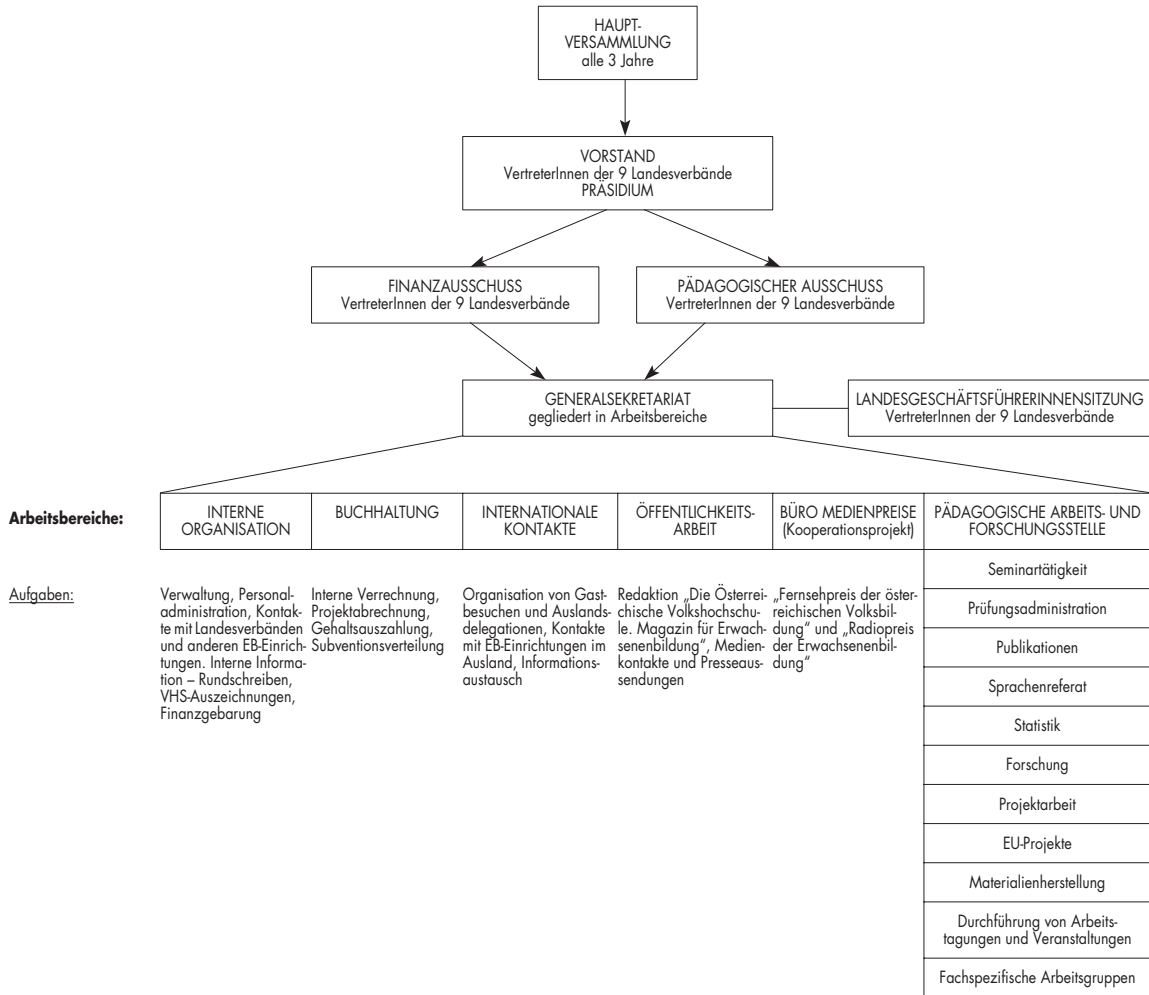 HAUPT-
VERSAMMLUNG
alle 3 Jahre
VORSTAND
VertreterInnen der 9 Landesverbände
PRÄSIDIUM
FINANZAUSSCHUSS
VertreterInnen der 9 Landesverbände
PÄDAGOGISCHER AUSSCHUSS
VertreterInnen der 9 Landesverbände
GENERALSEKRETARIAT
gegliedert in Arbeitsbereiche
LANDESGESCHÄFTSFÜHRERINNENSITZUNG
VertreterInnen der 9 Landesverbände
Arbeitsbereiche:
INTERNE
ORGANISATION
BUCHHALTUNG
INTERNATIONALE
KONTAKTE
ÖFFENTLICHKEITS-
ARBEIT
BÜRO MEDIENPREISE
(Kooperationsprojekt)
PÄDAGOGISCHE ARBEITS- UND
FORSCHUNGSSTELLE
Aufgaben:
Verwaltung, Personal-
administration, Kontak-
te mit Landesverbänden
und anderen EB-Einrich-
tungen. Interne Informa-
tion – Rundschreiben,
VHS-Auszeichnungen,
Finanzgebarung
Interne Verrechnung,
Projektabrechnung,
Gehaltsauszahlung,
Subventionsverteilung
Organisation von Gast-
besuchen und Auslands-
delegationen, Kontakte
mit EB-Einrichtungen im
Ausland, Informations-
austausch
Redaktion „Die Österrei-
chische Volkshochschu-
le. Magazin für Erwach-
senenbildung“, Medien-
kontakte und Presseaus-
sendungen
„Fernsehpreis der öster-
reichischen Volksbil-
dung“ und „Radiopreis
der Erwachsenenbil-
dung“
Seminartätigkeit
Prüfungsadministration
Publikationen
Sprachenreferat
Statistik
Forschung
Projektarbeit
EU-Projekte
Materialienherstellung
Durchführung von Arbeits-
tagungen und Veranstaltungen
Fachspezifische Arbeitsgruppen